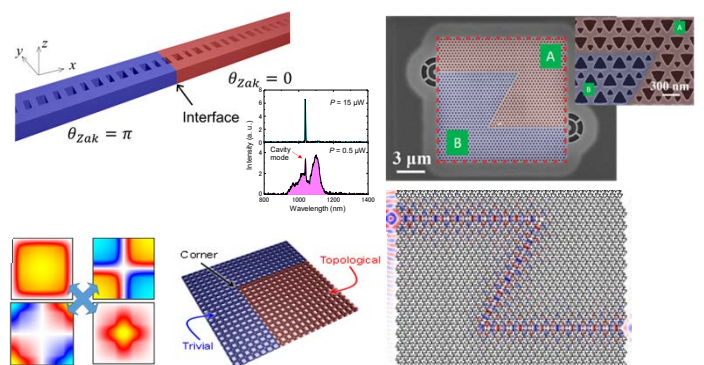 z
y
x
θ_Zak = 0
Interface
θ_Zak = π
P = 15 μW
P = 0.5 μW
Cavity
mode
Intensity (a. u.)
800 1000 1200 1400
Wavelength (nm)
A
B
3 μm
A
B
300 nm
Corner
Topological
Trivial